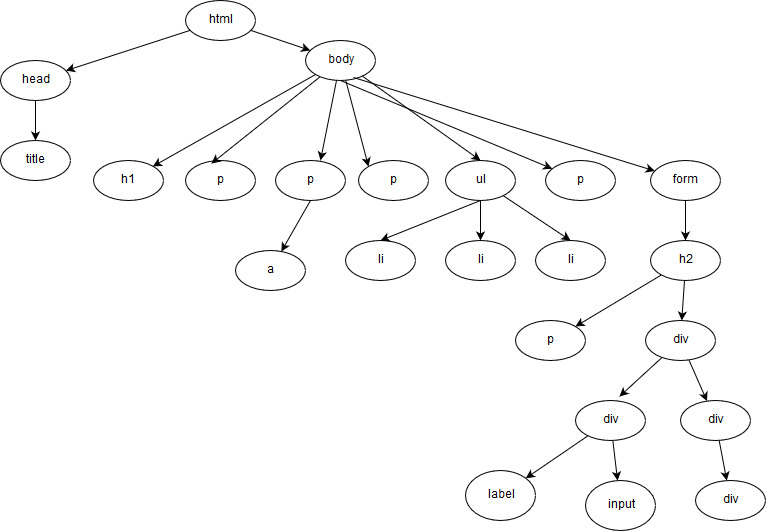 html
body
head
title
h1
p
p
p
ul
p
form
a
li
li
li
h2
p
div
div
div
label
input
div